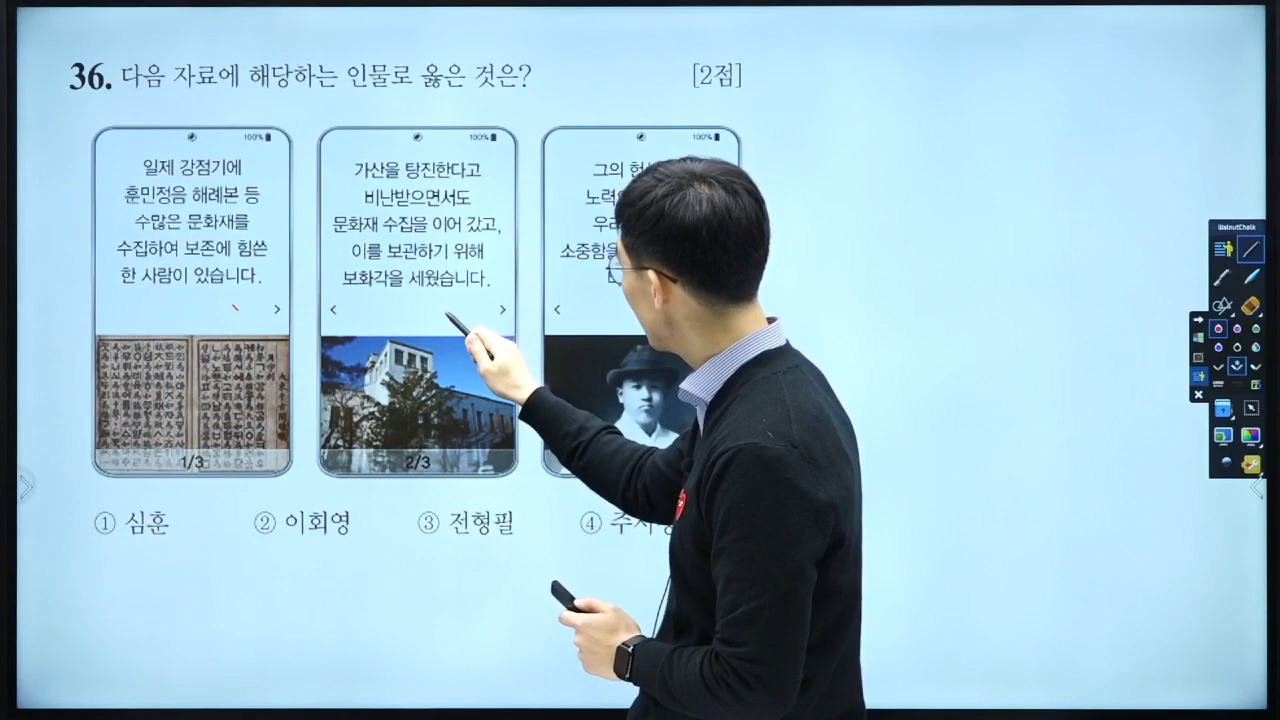 36. 다음 자료에 해당하는 인물로 옳은 것은? [2점]
100%
일제 강점기에
훈민정음 해례본 등
수많은 문화재를
수집하여 보존에 힘쓴
한 사람이 있습니다.
1/3
100%
가산을 탕진한다고
비난받으면서도
문화재 수집을 이어 갔고,
이를 보관하기 위해
보화각을 세웠습니다.
2/3
100%
그의
소중함을
① 심훈 ② 이회영 ③ 전형필 ④
WalnutChalk